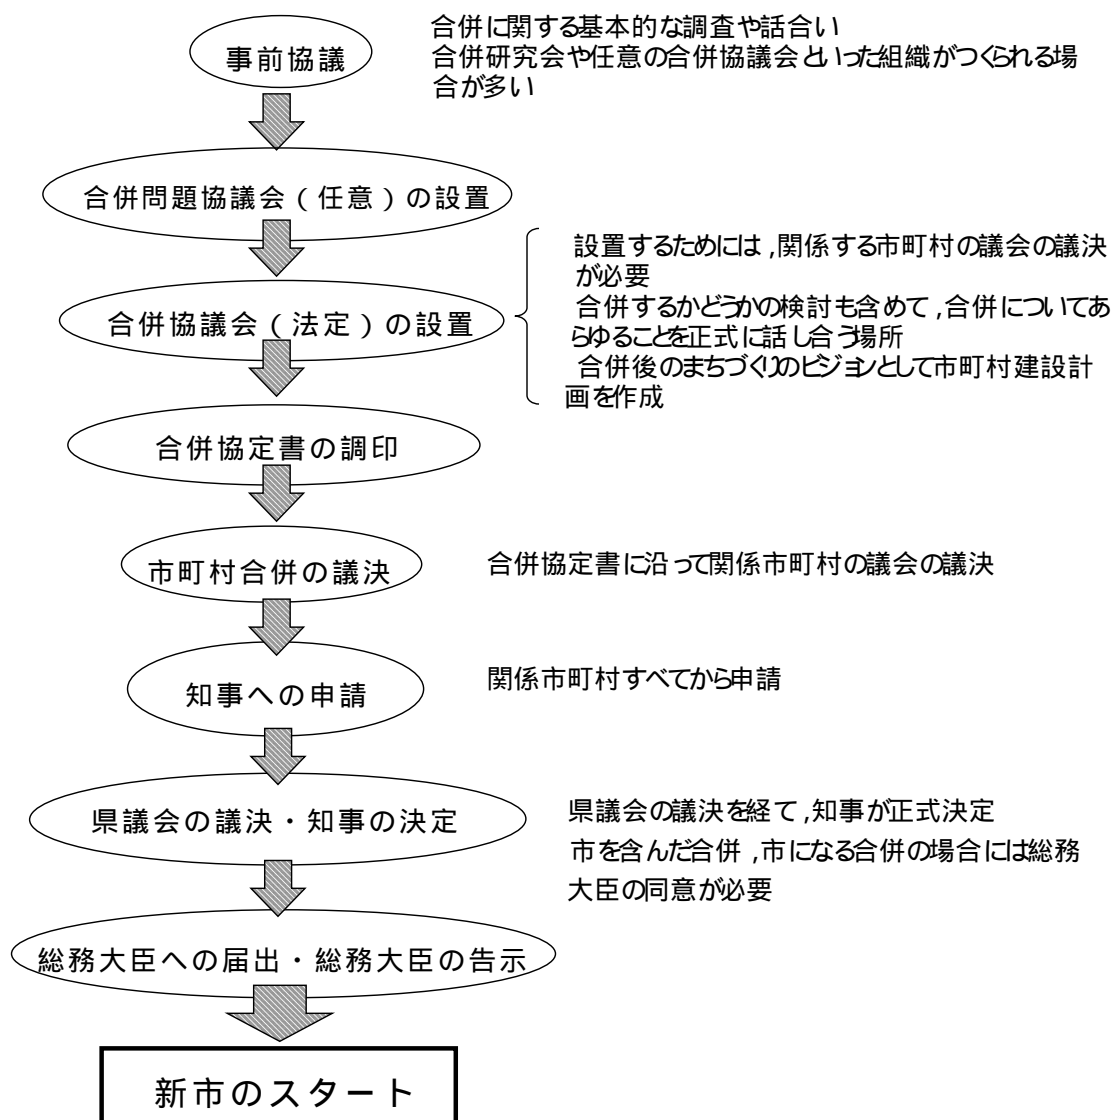 事前協議
合併に関する基本的な調査や話合い
合併研究会や任意の合併協議会といった組織がつくられる場
合が多い
合併問題協議会（任意）の設置
合併協議会（法定）の設置
設置するためには,関係する市町村の議会の議決
が必要
合併するかどうかの検討も含めて,合併についてあ
らゆることを正式に話し合う場所
合併後のまちづくりのビジョンとして市町村建設計
画を作成
合併協定書の調印
市町村合併の議決
合併協定書に沿って関係市町村の議会の議決
知事への申請
関係市町村すべてから申請
県議会の議決・知事の決定
県議会の議決を経て,知事が正式決定
市を含んだ合併,市になる合併の場合には総務
大臣の同意が必要
総務大臣への届出・総務大臣の告示
新市のスタート